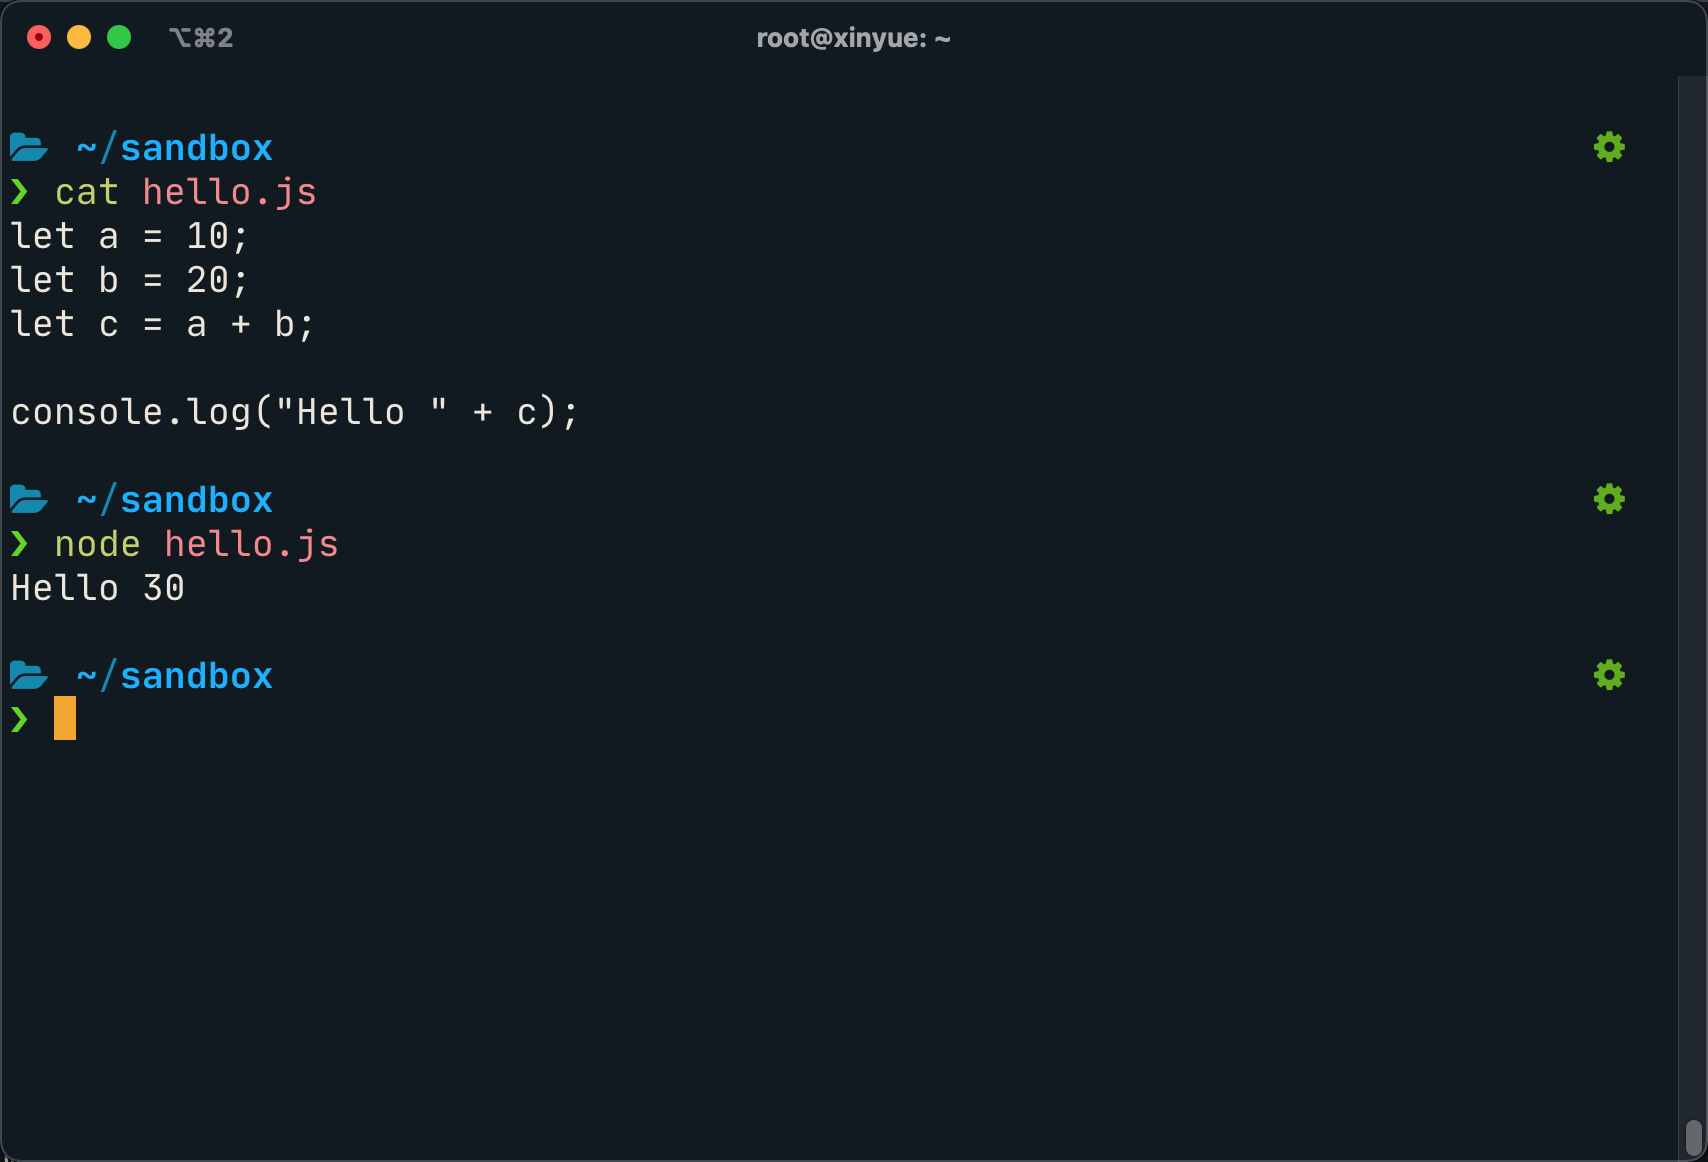 ⌥⌘2
root@xinyue: ~
~/sandbox
❯ cat hello.js
let a = 10;
let b = 20;
let c = a + b;
console.log("Hello " + c);
~/sandbox
❯ node hello.js
Hello 30
~/sandbox
❯